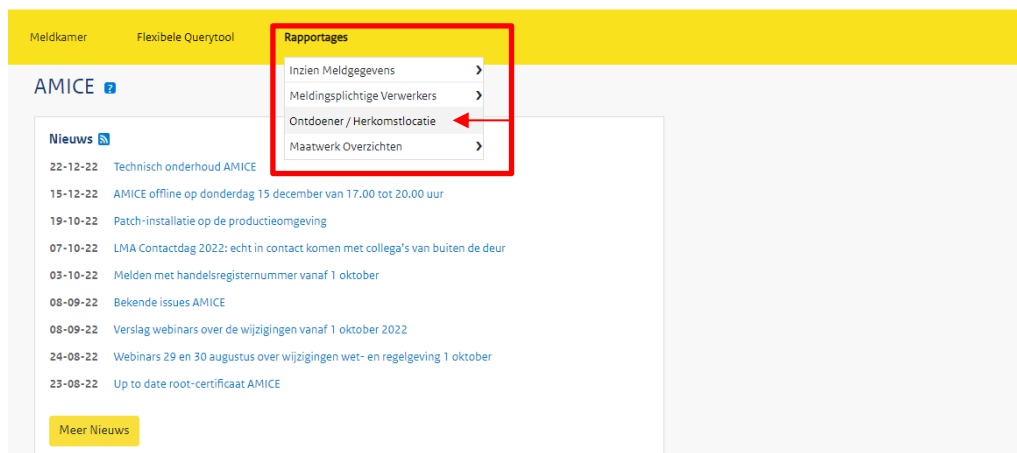 Meldkamer Flexibele Querytool Rapportages
Inzien Meldgegevens
Meldingsplichtige Verwerkers
Ontdoener / Herkomstlocatie
Maatwerk Overzichten
AMICE ?
Nieuws
22-12-22 Technisch onderhoud AMICE
15-12-22 AMICE offline op donderdag 15 december van 17.00 tot 20.00 uur
19-10-22 Patch-installatie op de productieomgeving
07-10-22 LMA Contactdag 2022: echt in contact komen met collega's van buiten de deur
03-10-22 Melden met handelsregisternummer vanaf 1 oktober
08-09-22 Bekende issues AMICE
08-09-22 Verslag webinars over de wijzigingen vanaf 1 oktober 2022
24-08-22 Webinars 29 en 30 augustus over wijzigingen wet- en regelgeving 1 oktober
23-08-22 Up to date root-certificaat AMICE
Meer Nieuws